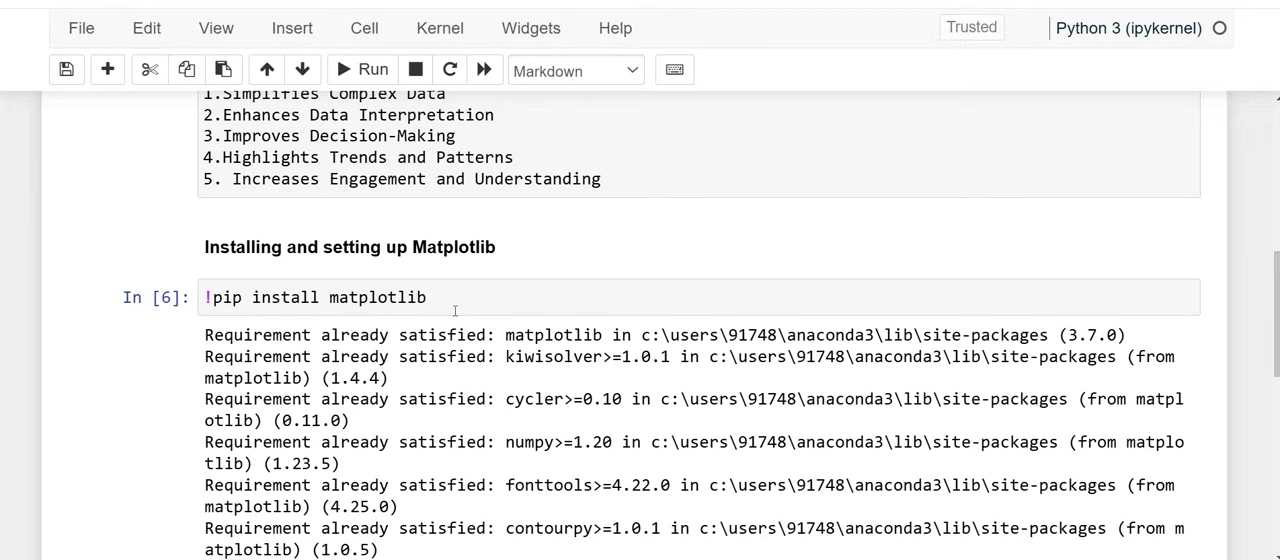 File Edit View Insert Cell Kernel Widgets Help Trusted Python 3 (ipykernel)
Run Markdown
1.Simplifies Complex Data
2.Enhances Data Interpretation
3.Improves Decision-Making
4.Highlights Trends and Patterns
5. Increases Engagement and Understanding
Installing and setting up Matplotlib
In [6]: !pip install matplotlib
Requirement already satisfied: matplotlib in c:\users\91748\anaconda3\lib\site-packages (3.7.0)
Requirement already satisfied: kiwisolver>=1.0.1 in c:\users\91748\anaconda3\lib\site-packages (from
matplotlib) (1.4.4)
Requirement already satisfied: cycler>=0.10 in c:\users\91748\anaconda3\lib\site-packages (from matpl
otlib) (0.11.0)
Requirement already satisfied: numpy>=1.20 in c:\users\91748\anaconda3\lib\site-packages (from matplo
tlib) (1.23.5)
Requirement already satisfied: fonttools>=4.22.0 in c:\users\91748\anaconda3\lib\site-packages (from
matplotlib) (4.25.0)
Requirement already satisfied: contourpy>=1.0.1 in c:\users\91748\anaconda3\lib\site-packages (from m
atplotlib) (1.0.5)